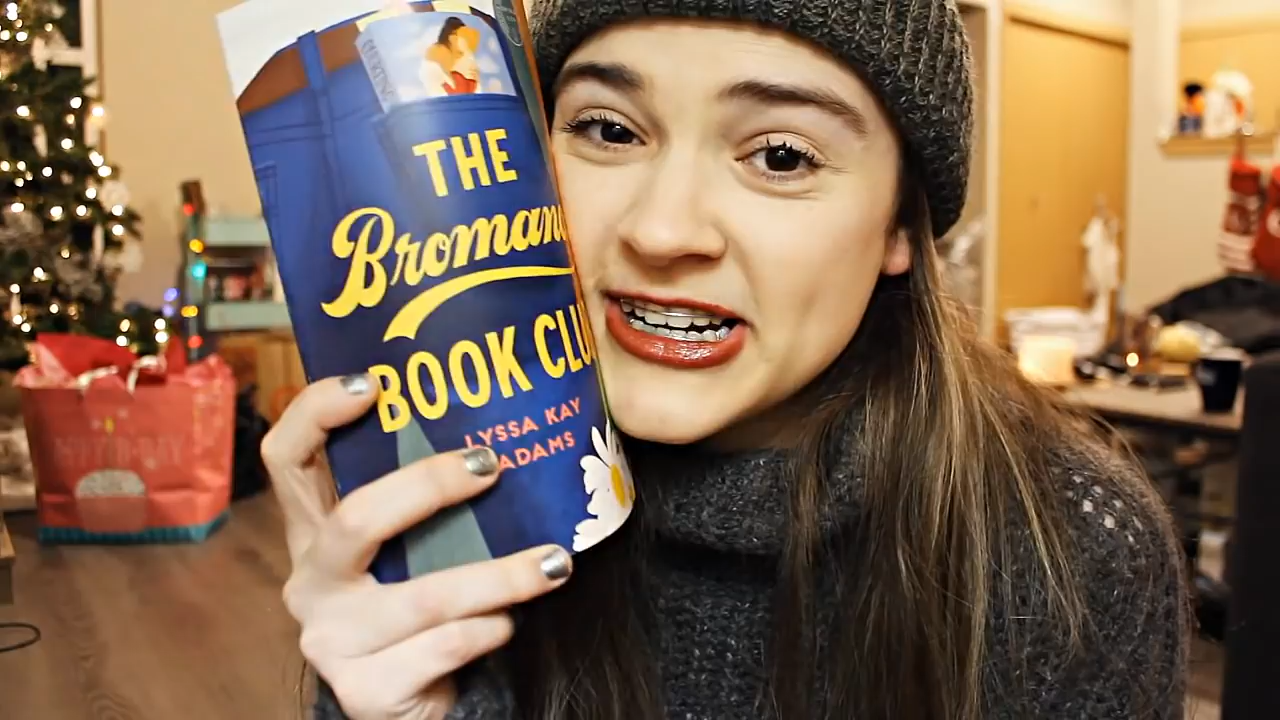 THE
Bromanc
BOOK CLU
LYSSA KAY
ADAMS